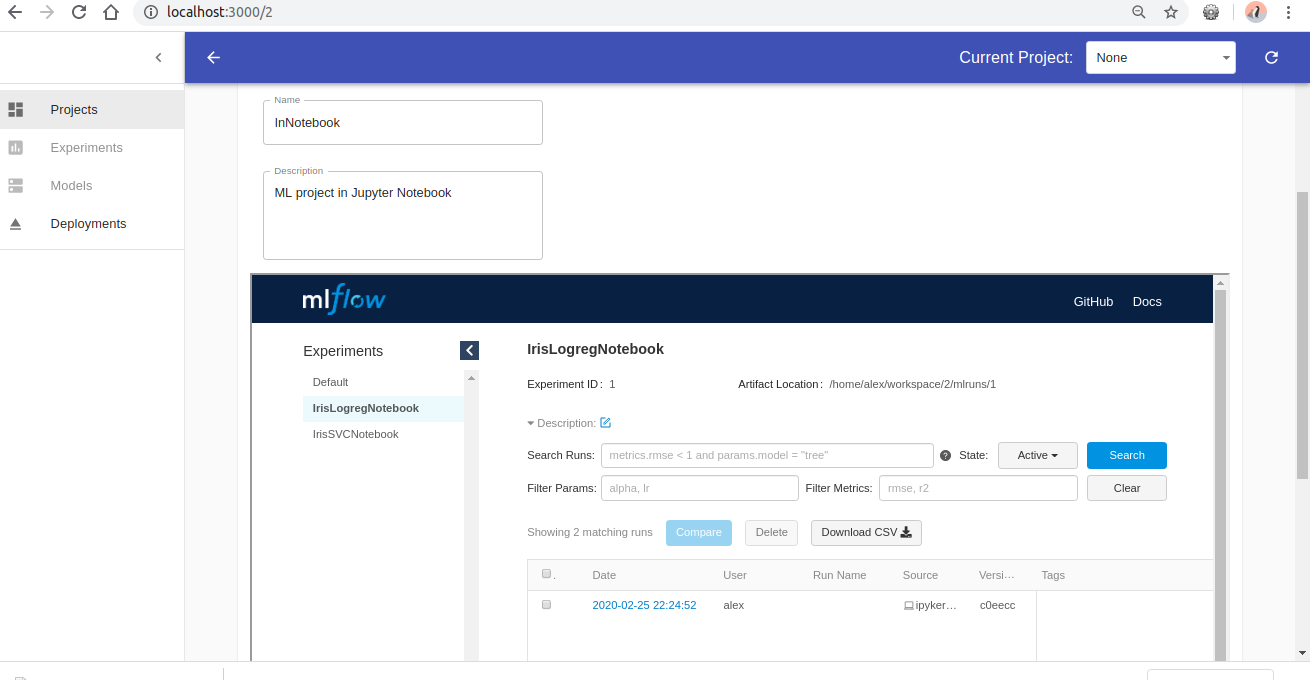 localhost:3000/2
Current Project: None
Projects
Experiments
Models
Deployments
Name
InNotebook
Description
ML project in Jupyter Notebook
mlflow
GitHub Docs
Experiments
Default
IrisLogregNotebook
IrisSVCNotebook
IrisLogregNotebook
Experiment ID: 1 Artifact Location: /home/alex/workspace/2/mlruns/1
Description:
Search Runs: metrics.rmse < 1 and params.model = "tree" ? State: Active Search
Filter Params: alpha, lr Filter Metrics: rmse, r2 Clear
Showing 2 matching runs Compare Delete Download CSV
Date User Run Name Source Versi... Tags
2020-02-25 22:24:52 alex ipyker... c0eecc